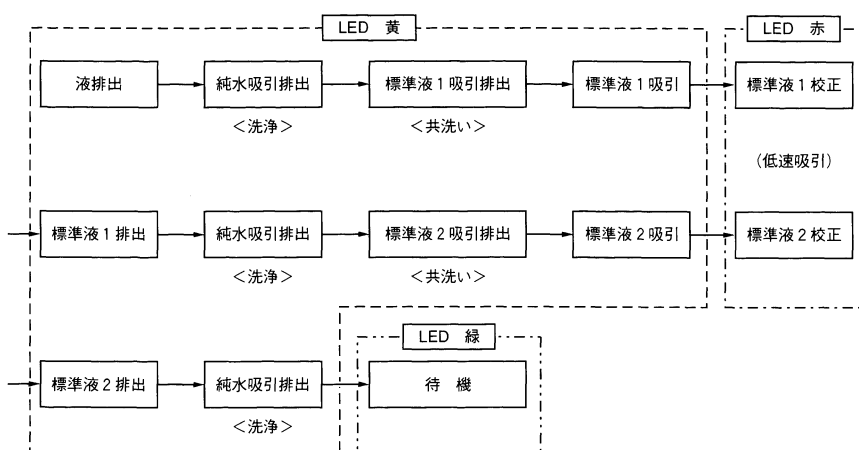 LED 黄
LED 赤
液排出
純水吸引排出
標準液1吸引排出
標準液1吸引
標準液1校正
＜洗浄＞
＜共洗い＞
(低速吸引)
標準液1排出
純水吸引排出
標準液2吸引排出
標準液2吸引
標準液2校正
＜洗浄＞
＜共洗い＞
LED 緑
標準液2排出
純水吸引排出
待 機
＜洗浄＞